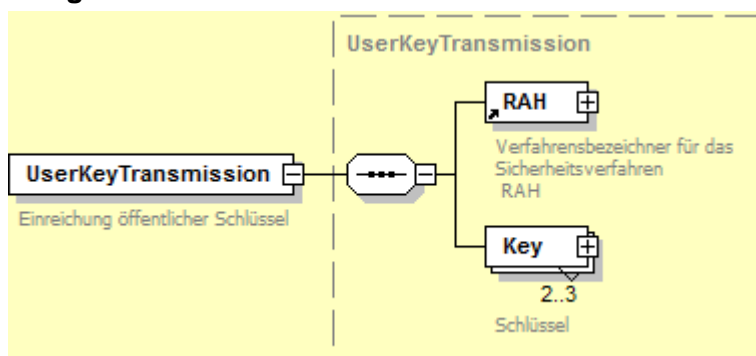 UserKeyTransmission
RAH
Verfahrensbezeichner für das
Sicherheitsverfahren
RAH
UserKeyTransmission
Einreichung öffentlicher Schlüssel
Key
2..3
Schlüssel